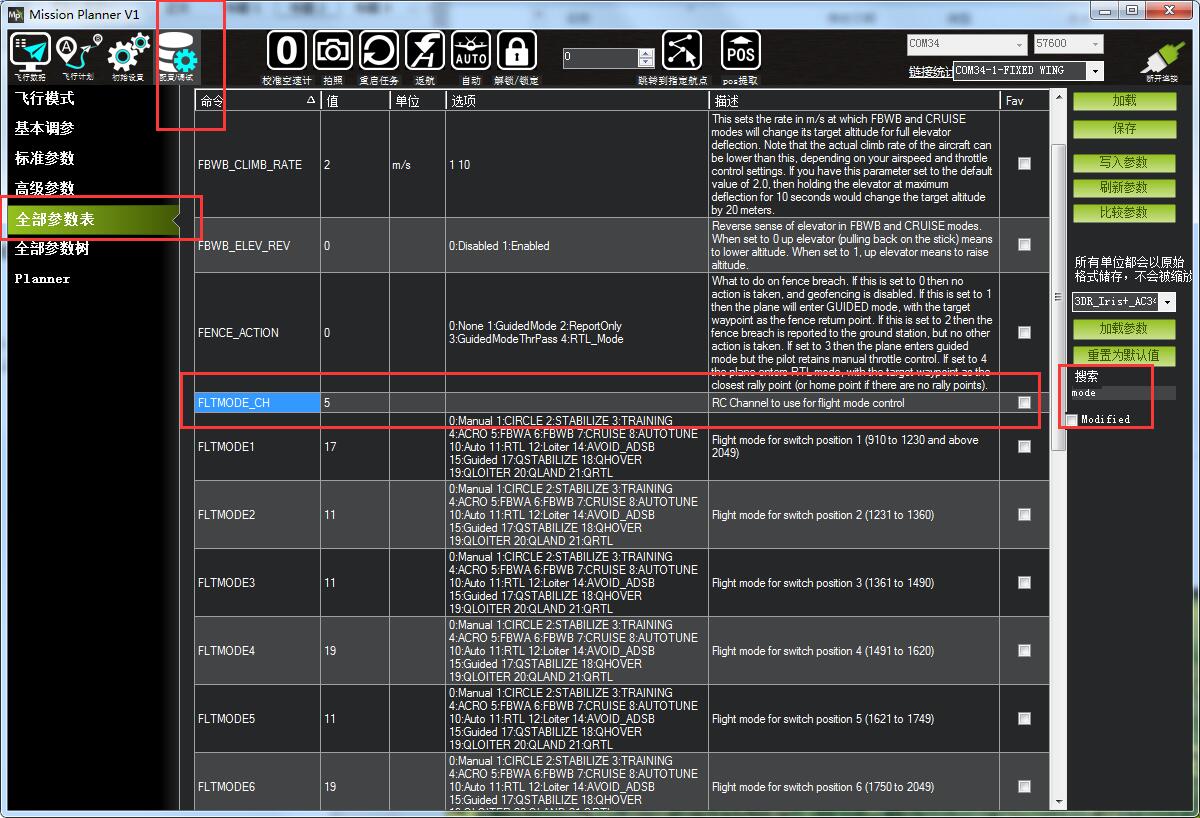 Mission Planner V1
飞行数据
飞行计划
初始设置
配置/调试
0
AUTO
POS
校准空速计
拍照
重启任务
返航
自动
解锁/锁定
0
跳转到指定航点
pos提取
COM34
57600
链接统计
COM34-1-FIXED WING
断开连接
飞行模式
基本调参
标准参数
高级参数
全部参数表
全部参数树
Planner
命令
值
单位
选项
描述
Fav
FBWB_CLIMB_RATE
2
m/s
1 10
This sets the rate in m/s at which FBWB and CRUISE
modes will change its target altitude for full elevator
deflection. Note that the actual climb rate of the aircraft can
be lower than this, depending on your airspeed and throttle
control settings. If you have this parameter set to the default
value of 2.0, then holding the elevator at maximum
deflection for 10 seconds would change the target altitude
by 20 meters.
FBWB_ELEV_REV
0
0:Disabled 1:Enabled
Reverse sense of elevator in FBWB and CRUISE modes.
When set to 0 up elevator (pulling back on the stick) means
to lower altitude. When set to 1, up elevator means to raise
altitude.
FENCE_ACTION
0
0:None 1:GuidedMode 2:ReportOnly
3:GuidedModeThrPass 4:RTL_Mode
What to do on fence breach. If this is set to 0 then no
action is taken, and geofencing is disabled. If this is set to 1
then the plane will enter GUIDED mode, with the target
waypoint as the fence return point. If this is set to 2 then the
fence breach is reported to the ground station, but no other
action is taken. If set to 3 then the plane enters guided
mode but the pilot retains manual throttle control. If set to 4
the plane enters RTL mode, with the target waypoint as the
closest rally point (or home point if there are no rally points).
FLTMODE_CH
5
RC Channel to use for flight mode control
FLTMODE1
17
0:Manual 1:CIRCLE 2:STABILIZE 3:TRAINING
4:ACRO 5:FBWA 6:FBWB 7:CRUISE 8:AUTOTUNE
10:Auto 11:RTL 12:Loiter 14:AVOID_ADSB
15:Guided 17:QSTABILIZE 18:QHOVER
19:QLOITER 20:QLAND 21:QRTL
Flight mode for switch position 1 (910 to 1230 and above
2049)
FLTMODE2
11
0:Manual 1:CIRCLE 2:STABILIZE 3:TRAINING
4:ACRO 5:FBWA 6:FBWB 7:CRUISE 8:AUTOTUNE
10:Auto 11:RTL 12:Loiter 14:AVOID_ADSB
15:Guided 17:QSTABILIZE 18:QHOVER
19:QLOITER 20:QLAND 21:QRTL
Flight mode for switch position 2 (1231 to 1360)
FLTMODE3
11
0:Manual 1:CIRCLE 2:STABILIZE 3:TRAINING
4:ACRO 5:FBWA 6:FBWB 7:CRUISE 8:AUTOTUNE
10:Auto 11:RTL 12:Loiter 14:AVOID_ADSB
15:Guided 17:QSTABILIZE 18:QHOVER
19:QLOITER 20:QLAND 21:QRTL
Flight mode for switch position 3 (1361 to 1490)
FLTMODE4
19
0:Manual 1:CIRCLE 2:STABILIZE 3:TRAINING
4:ACRO 5:FBWA 6:FBWB 7:CRUISE 8:AUTOTUNE
10:Auto 11:RTL 12:Loiter 14:AVOID_ADSB
15:Guided 17:QSTABILIZE 18:QHOVER
19:QLOITER 20:QLAND 21:QRTL
Flight mode for switch position 4 (1491 to 1620)
FLTMODE5
11
0:Manual 1:CIRCLE 2:STABILIZE 3:TRAINING
4:ACRO 5:FBWA 6:FBWB 7:CRUISE 8:AUTOTUNE
10:Auto 11:RTL 12:Loiter 14:AVOID_ADSB
15:Guided 17:QSTABILIZE 18:QHOVER
19:QLOITER 20:QLAND 21:QRTL
Flight mode for switch position 5 (1621 to 1749)
FLTMODE6
19
0:Manual 1:CIRCLE 2:STABILIZE 3:TRAINING
4:ACRO 5:FBWA 6:FBWB 7:CRUISE 8:AUTOTUNE
10:Auto 11:RTL 12:Loiter 14:AVOID_ADSB
15:Guided 17:QSTABILIZE 18:QHOVER
Flight mode for switch position 6 (1750 to 2049)
加载
保存
写入参数
刷新参数
比较参数
所有单位都会以原始
格式储存，不会被缩放
3DR_Iris+_AC34
加载参数
重置为默认值
搜索
mode
Modified